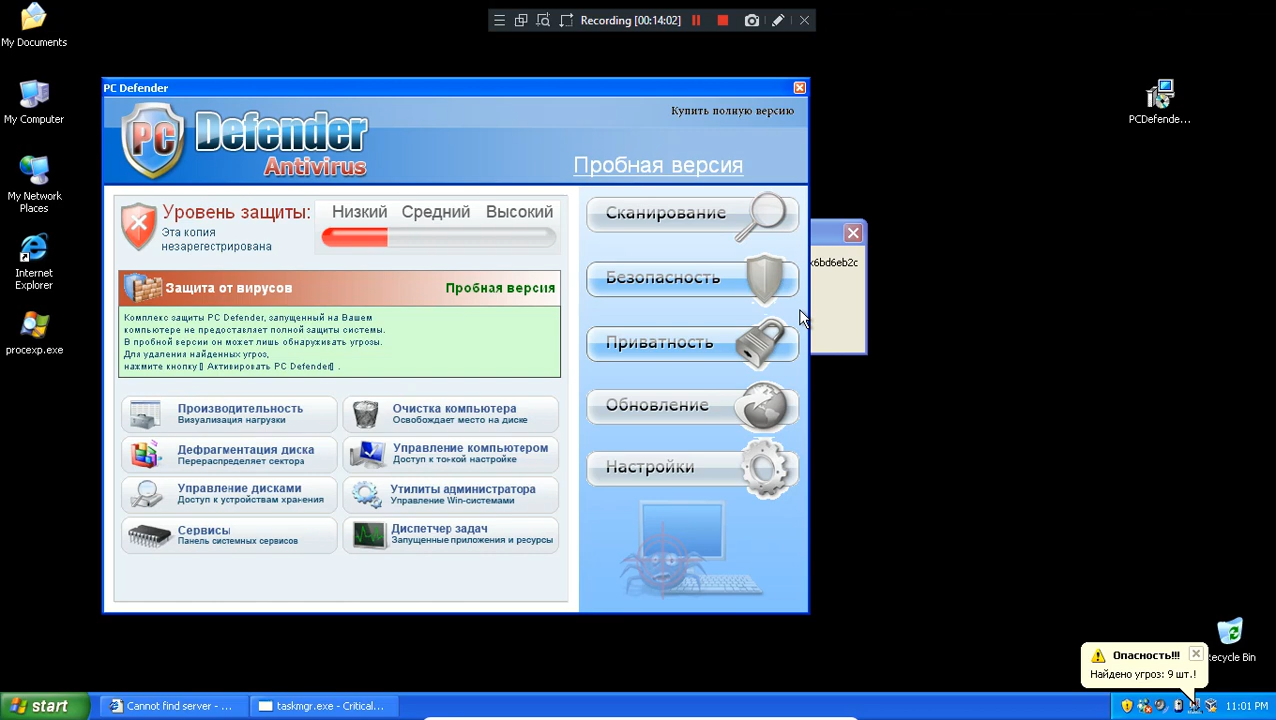 My Documents
Recording [00:14:02]
PC Defender
My Computer
PCDefende...
PC Defender
Antivirus
Купить полную версию
Пробная версия
My Network
Places
Уровень защиты:
Эта копия
незарегестрирована
Низкий Средний Высокий
Сканирование
Internet
Explorer
x6bd6eb2c
Защита от вирусов
Пробная версия
Безопасность
Комплекс защиты PC Defender, запущенный на Вашем
компьютере не предоставляет полной защиты системы.
В пробной версии он может лишь обнаруживать угрозы.
Для удаления найденных угроз,
нажмите кнопку [] Активировать PC Defender[] .
procexp.exe
Приватность
Производительность
Визуализация нагрузки
Очистка компьютера
Освобождает место на диске
Обновление
Дефрагментация диска
Перераспределяет сектора
Управление компьютером
Доступ к тонкой настройке
Настройки
Управление дисками
Доступ к устройствам хранения
Утилиты администратора
Управление Win-системами
Сервисы
Панель системных сервисов
Диспетчер задач
Запущенные приложения и ресурсы
Опасность!!!
Найдено угроз: 9 шт.!
Recycle Bin
start
Cannot find server - ...
taskmgr.exe - Critical...
11:01 PM